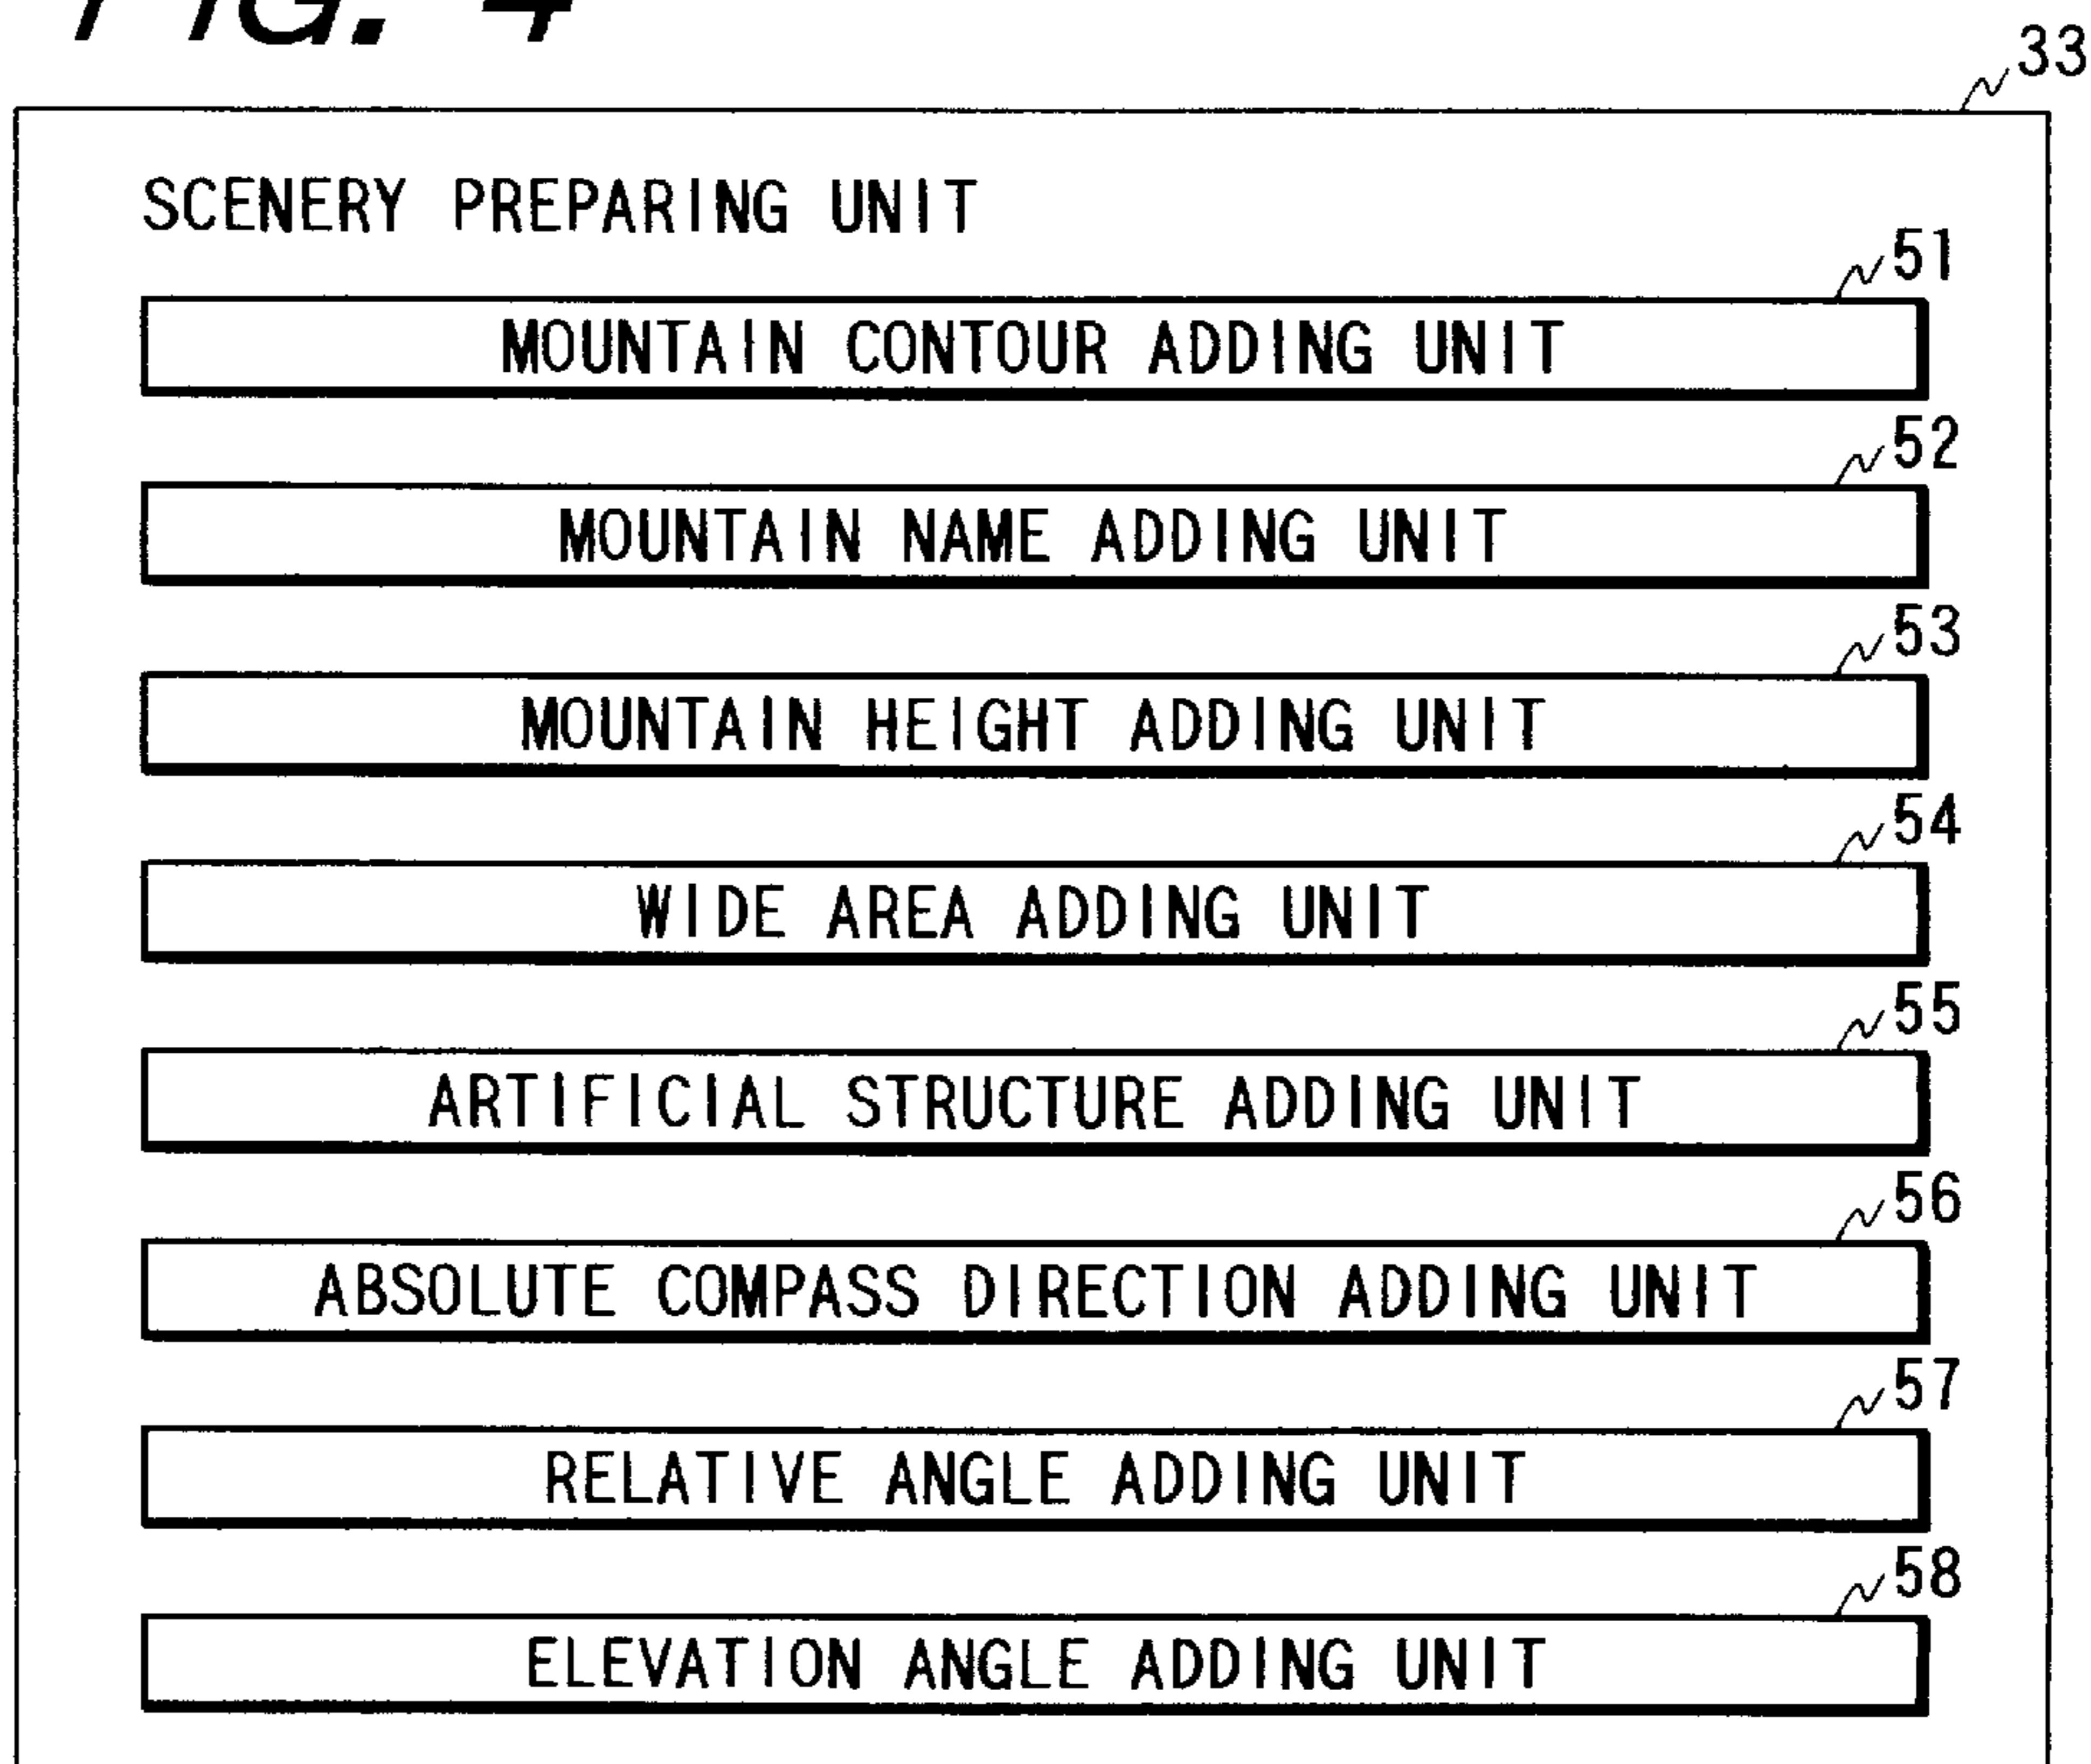 FIG. 4
33
SCENERY PREPARING UNIT
51
MOUNTAIN CONTOUR ADDING UNIT
52
MOUNTAIN NAME ADDING UNIT
53
MOUNTAIN HEIGHT ADDING UNIT
54
WIDE AREA ADDING UNIT
55
ARTIFICIAL STRUCTURE ADDING UNIT
56
ABSOLUTE COMPASS DIRECTION ADDING UNIT
57
RELATIVE ANGLE ADDING UNIT
58
ELEVATION ANGLE ADDING UNIT